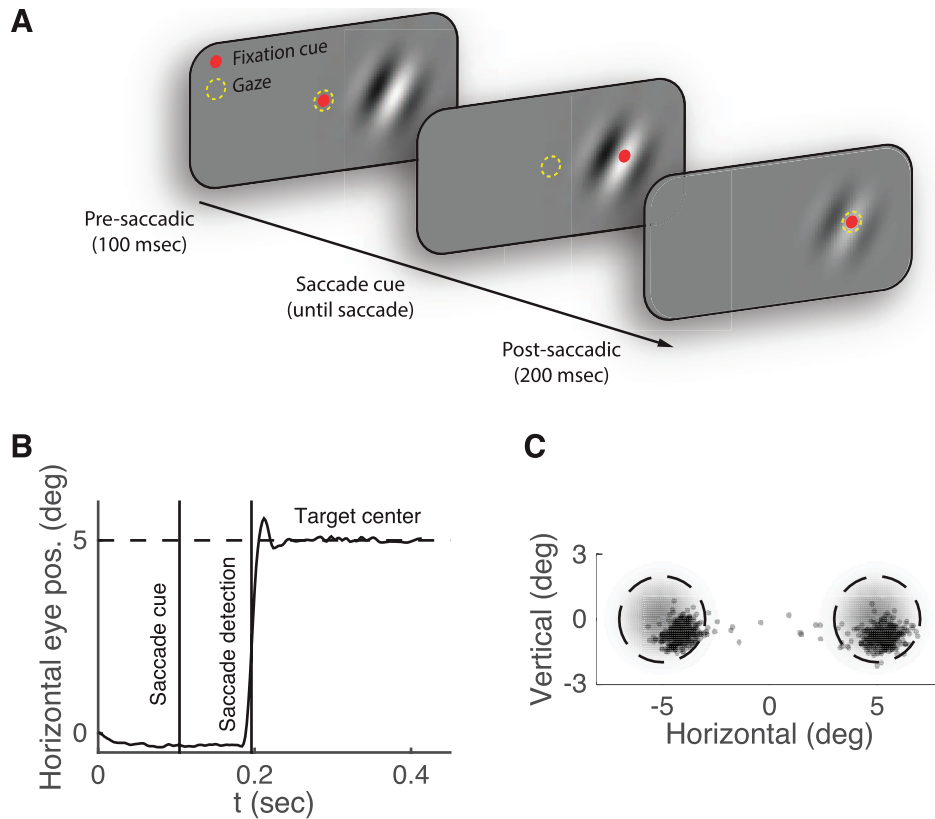 A
Fixation cue
Gaze
Pre-saccadic
(100 msec)
Saccade cue
(until saccade)
Post-saccadic
(200 msec)
B
Horizontal eye pos. (deg)
5
0
Saccade cue
Saccade detection
Target center
0
0.2
0.4
t (sec)
C
Vertical (deg)
3
0
-3
-5
0
5
Horizontal (deg)